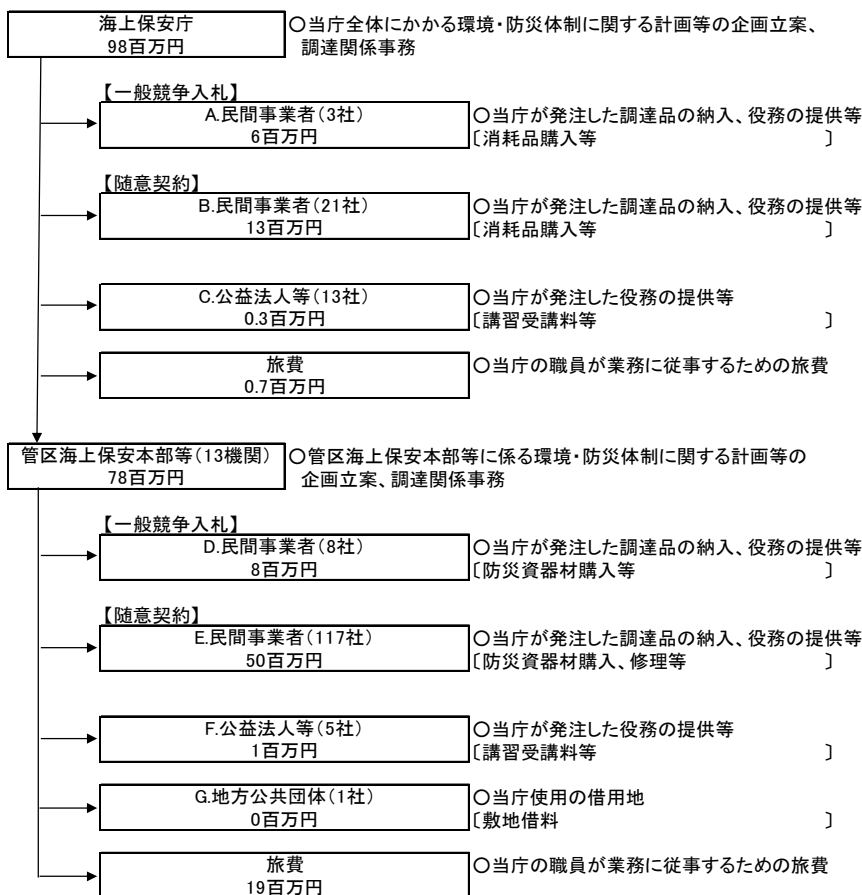 海上保安庁
98百万円
○当庁全体にかかる環境・防災体制に関する計画等の企画立案、
調達関係事務
【一般競争入札】
A.民間事業者(3社)
6百万円
○当庁が発注した調達品の納入、役務の提供等
〔消耗品購入等 〕
【随意契約】
B.民間事業者(21社)
13百万円
○当庁が発注した調達品の納入、役務の提供等
〔消耗品購入等 〕
C.公益法人等(13社)
0.3百万円
○当庁が発注した役務の提供等
〔講習受講料等 〕
旅費
0.7百万円
○当庁の職員が業務に従事するための旅費
管区海上保安本部等(13機関)
78百万円
○管区海上保安本部等に係る環境・防災体制に関する計画等の
企画立案、調達関係事務
【一般競争入札】
D.民間事業者(8社)
8百万円
○当庁が発注した調達品の納入、役務の提供等
〔防災資器材購入等 〕
【随意契約】
E.民間事業者(117社)
50百万円
○当庁が発注した調達品の納入、役務の提供等
〔防災資器材購入、修理等 〕
F.公益法人等(5社)
1百万円
○当庁が発注した役務の提供等
〔講習受講料等 〕
G.地方公共団体(1社)
0百万円
○当庁使用の借用地
〔敷地借料 〕
旅費
19百万円
○当庁の職員が業務に従事するための旅費